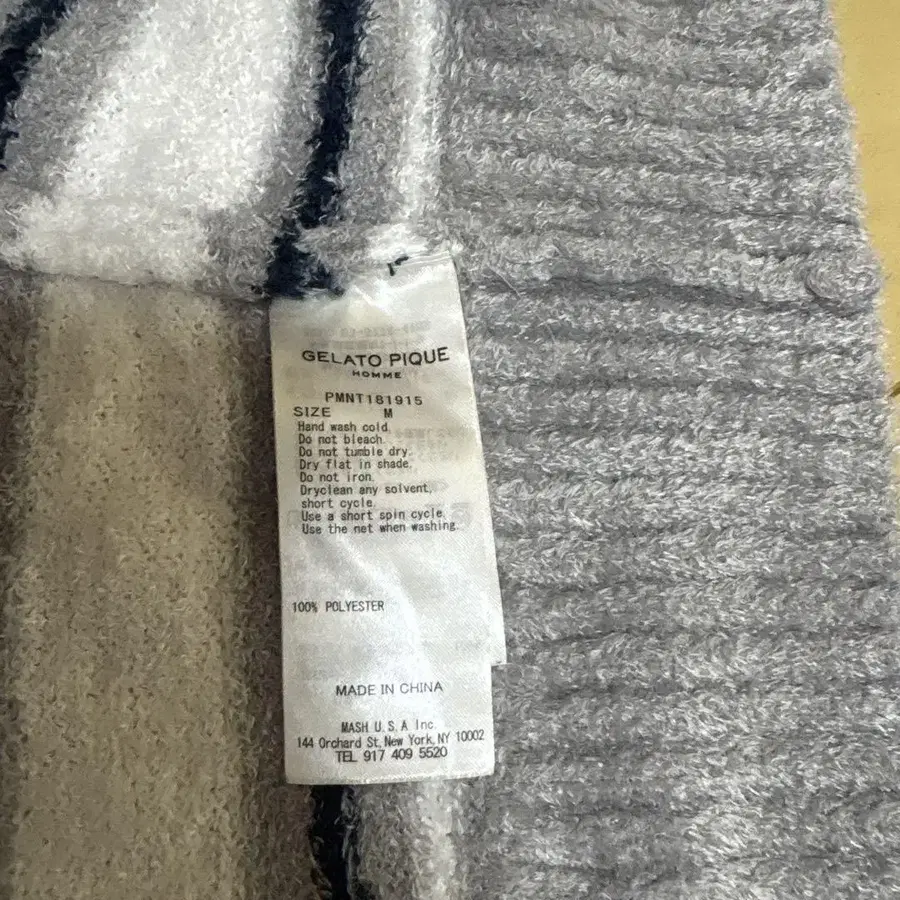 GELATO PIQUE
HOMME
PMNT181915
SIZE M
Hand wash cold.
Do not bleach.
Do not tumble dry.
Dry flat in shade.
Do not iron.
Dryclean any solvent,
short cycle.
Use a short spin cycle.
Use the net when washing.
100% POLYESTER
MADE IN CHINA
MASH U.S.A Inc.
144 Orchard St, New York, NY 10002
TEL 917 409 5520